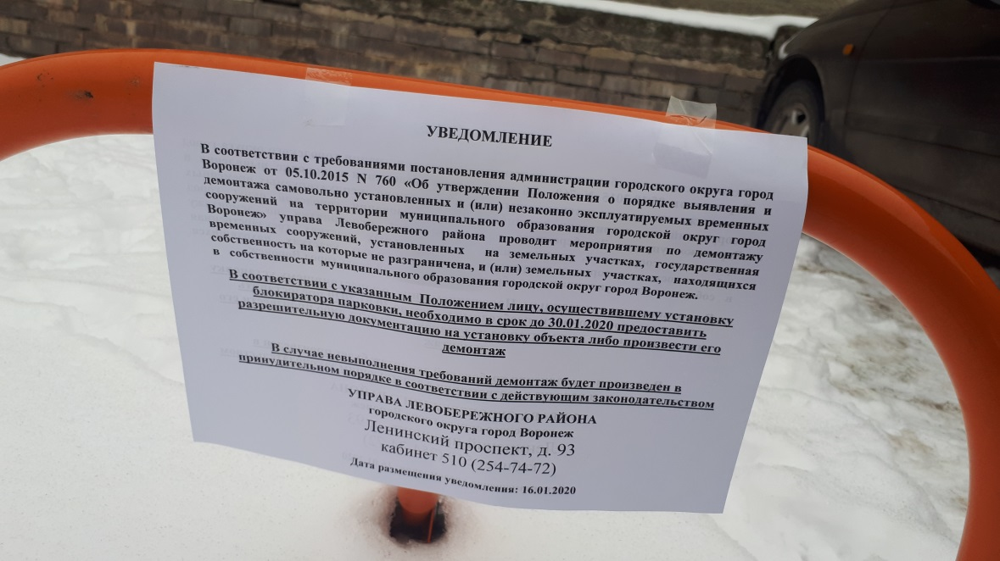 УВЕДОМЛЕНИЕ
В соответствии с требованиями постановления администрации городского округа город
Воронеж от 05.10.2015 N 760 «Об утверждении Положения о порядке выявления и
демонтажа самовольно установленных и (или) незаконно эксплуатируемых временных
сооружений на территории муниципального образования городской округ город
Воронеж» управа Левобережного района проводит мероприятия по демонтажу
временных сооружений, установленных на земельных участках, государственная
собственность на которые не разграничена, и (или) земельных участках, находящихся
в собственности муниципального образования городской округ город Воронеж.
В соответствии с указанным Положением лицу, осуществившему установку
блокиратора парковки, необходимо в срок до 30.01.2020 предоставить
разрешительную документацию на установку объекта либо произвести его
демонтаж
В случае невыполнения требований демонтаж будет произведен в
принудительном порядке в соответствии с действующим законодательством
УПРАВА ЛЕВОБЕРЕЖНОГО РАЙОНА
городского округа город Воронеж
Ленинский проспект, д. 93
кабинет 510 (254-74-72)
Дата размещения уведомления: 16.01.2020